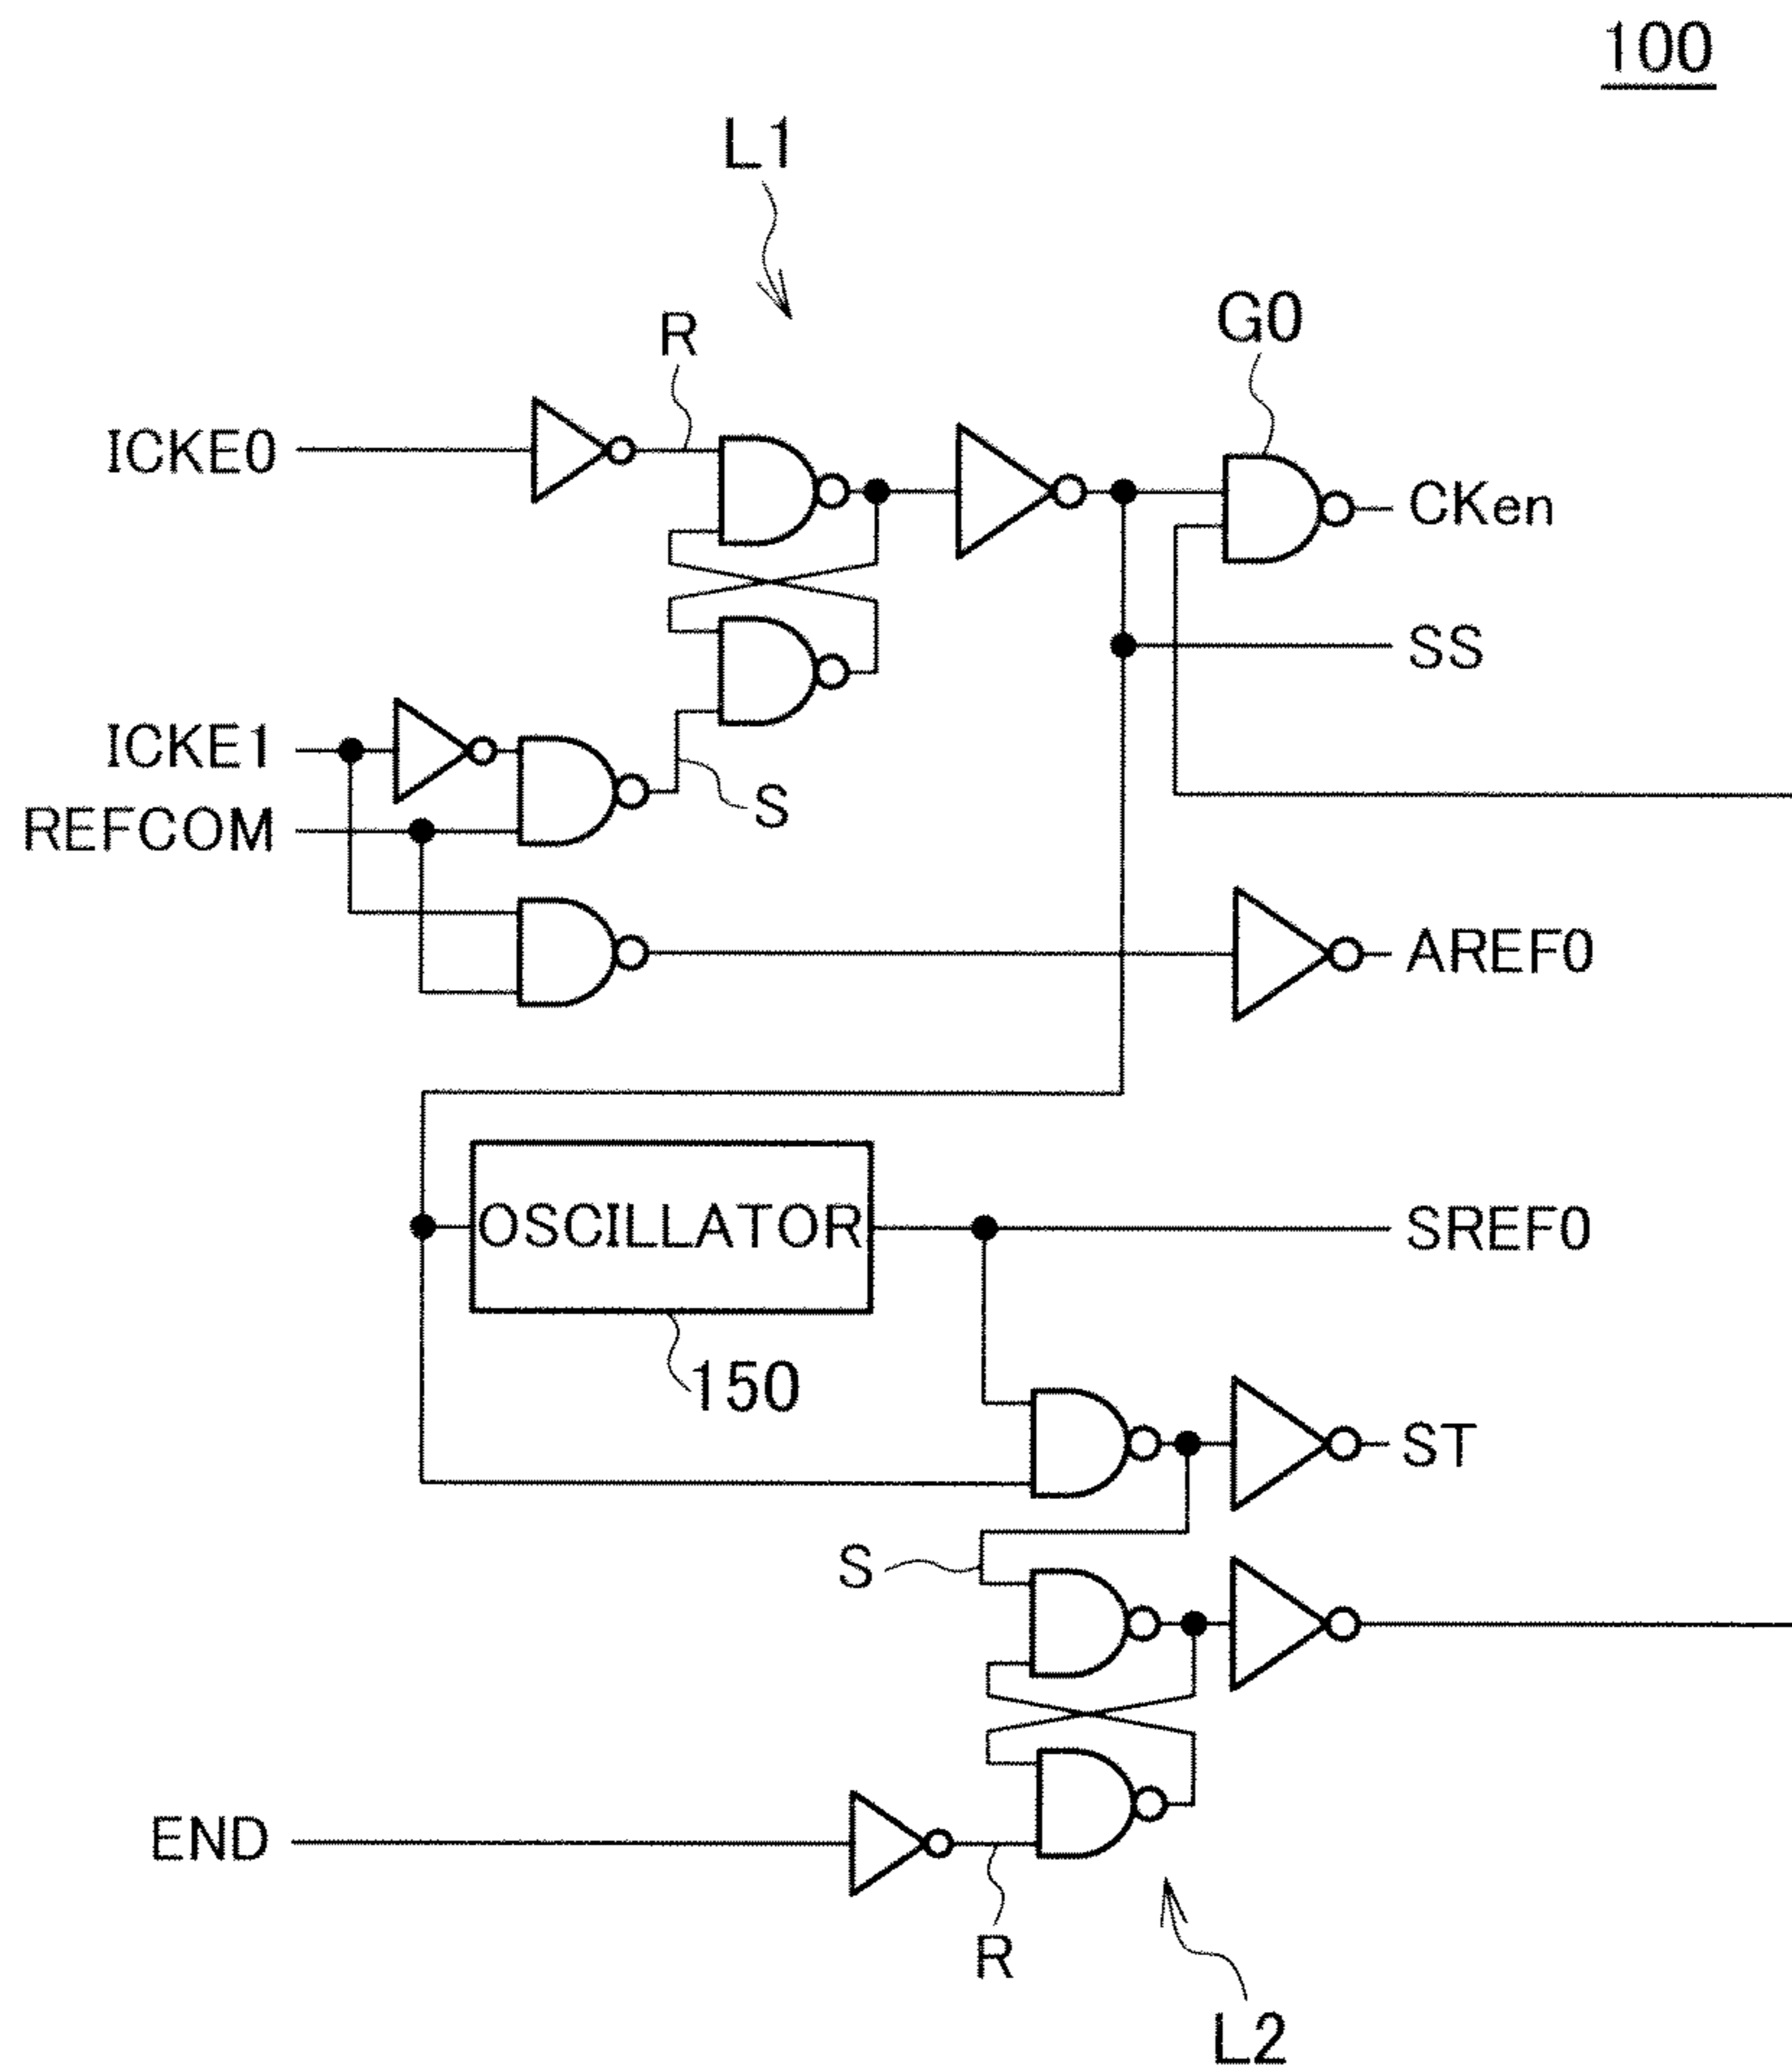 100
L1
G0
R
ICKE0
CKen
SS
ICKE1
S
REFCOM
AREF0
OSCILLATOR
SREF0
150
ST
S
END
R
L2